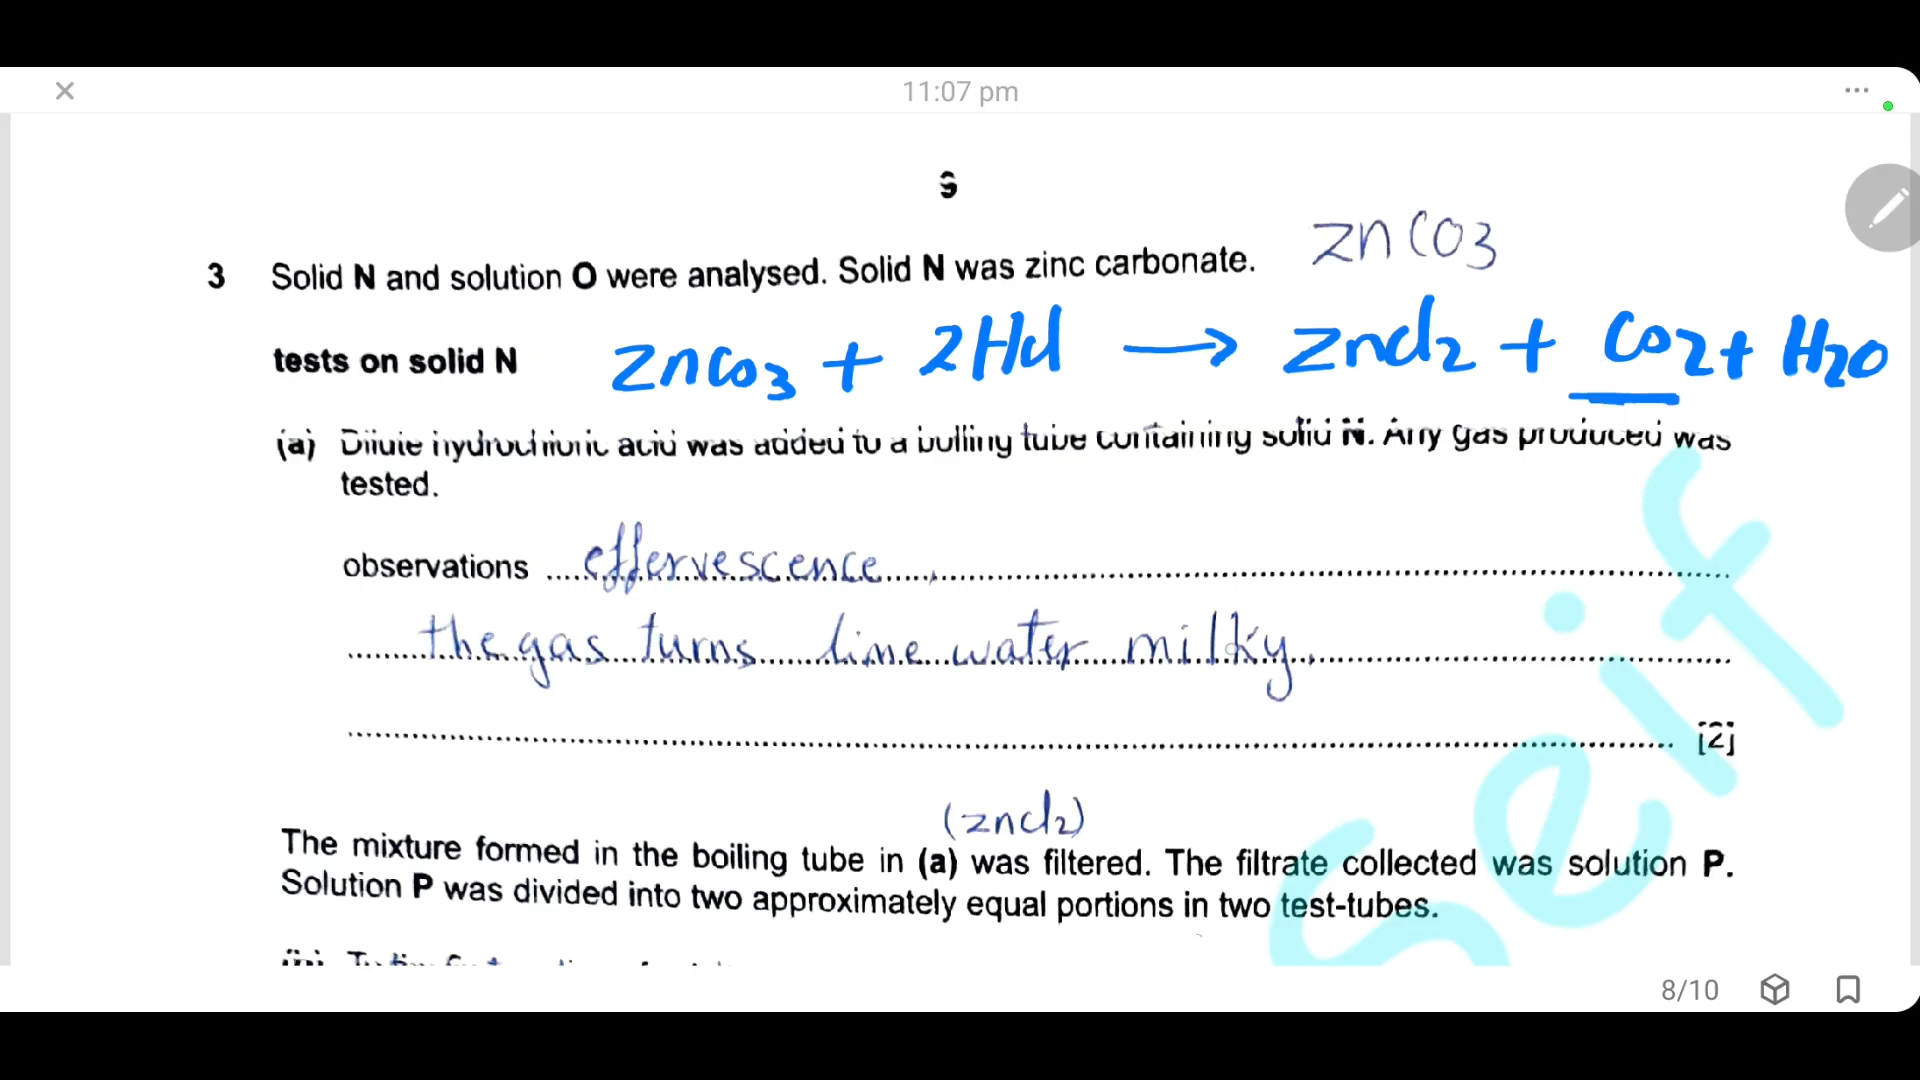 11:07 pm
9
3 Solid N and solution O were analysed. Solid N was zinc carbonate. znCO3
tests on solid N znco3 + 2Hcl → zncl2 + co2 + H2O
(a) Dilute hydrochloric acid was added to a boiling tube containing solid N. Any gas produced was
tested.
observations effervescence
the gas turns lime water milky.
[2]
(zncl2)
The mixture formed in the boiling tube in (a) was filtered. The filtrate collected was solution P.
Solution P was divided into two approximately equal portions in two test-tubes.
Seif
8/10